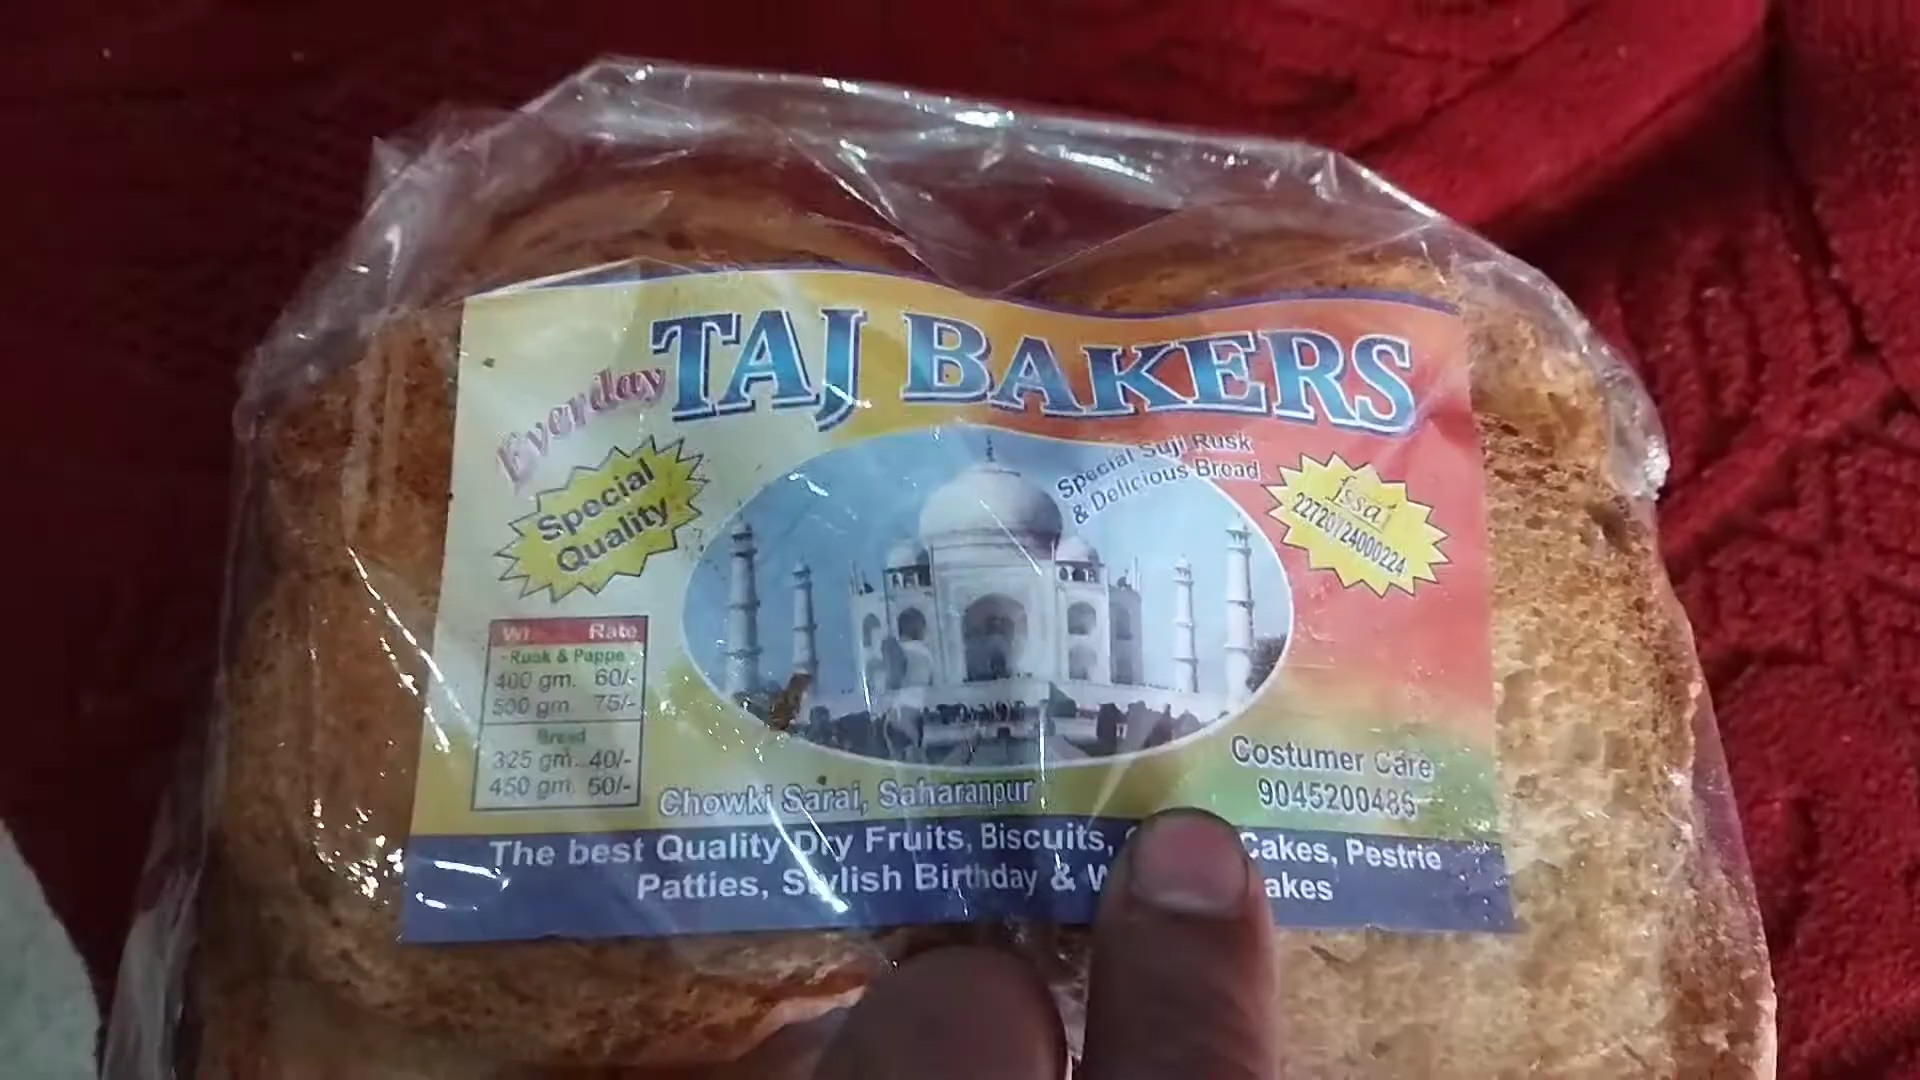 Everyday TAJ BAKERS
Special Suji Rusk
& Delicious Bread
Special
Quality
fssai
22720724000224
Wt. Rate
Rusk & Pappe
400 gm. 60/-
500 gm. 75/-
Bread
325 gm. 40/-
450 gm. 50/-
Chowki Sarai, Saharanpur
Costumer Care
9045200486
The best Quality Dry Fruits, Biscuits, Cakes, Pestrie
Patties, Stylish Birthday &